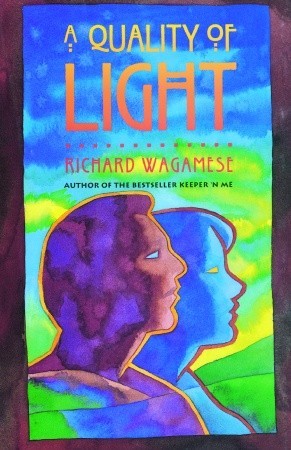 A QUALITY OF
LIGHT
RICHARD WAGAMESE
AUTHOR OF THE BESTSELLER KEEPER 'N ME